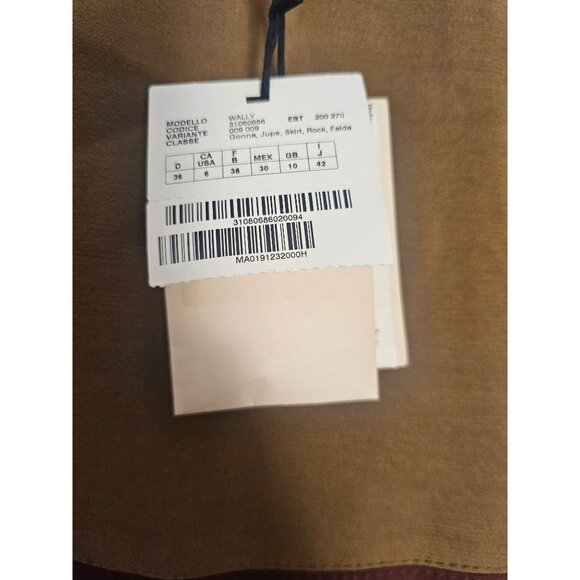 MODELLO WALLY
CODICE 31060686 EST 200 270
VARIANTE 009 009
CLASSE Gonna, Jupe, Skirt, Rock, Falda
D CA USA F B MEX GB I J
36 6 38 30 10 42
31060686020094
MA0191232000H